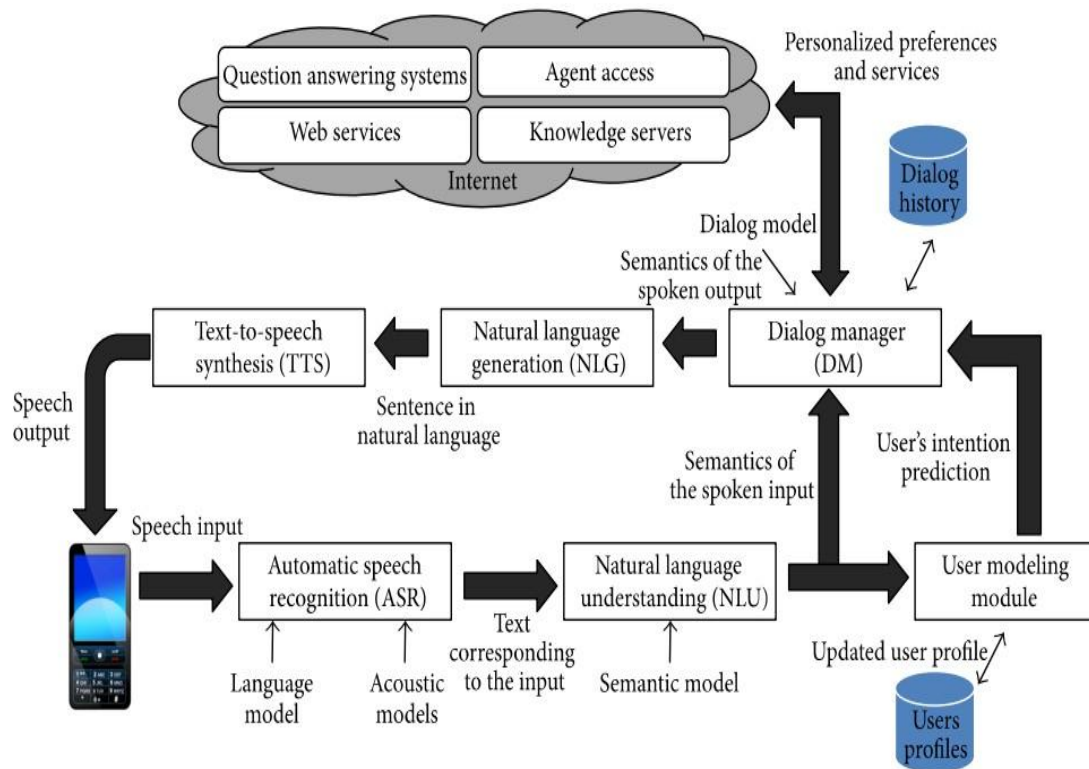 Question answering systems
Agent access
Web services
Knowledge servers
Internet
Personalized preferences
and services
Dialog
history
Dialog model
Semantics of the
spoken output
Text-to-speech
synthesis (TTS)
Natural language
generation (NLG)
Dialog manager
(DM)
Speech
output
Sentence in
natural language
Semantics of
the spoken input
User's intention
prediction
Speech input
Automatic speech
recognition (ASR)
Natural language
understanding (NLU)
User modeling
module
Text
corresponding
to the input
Language
model
Acoustic
models
Semantic model
Updated user profile
Users
profiles